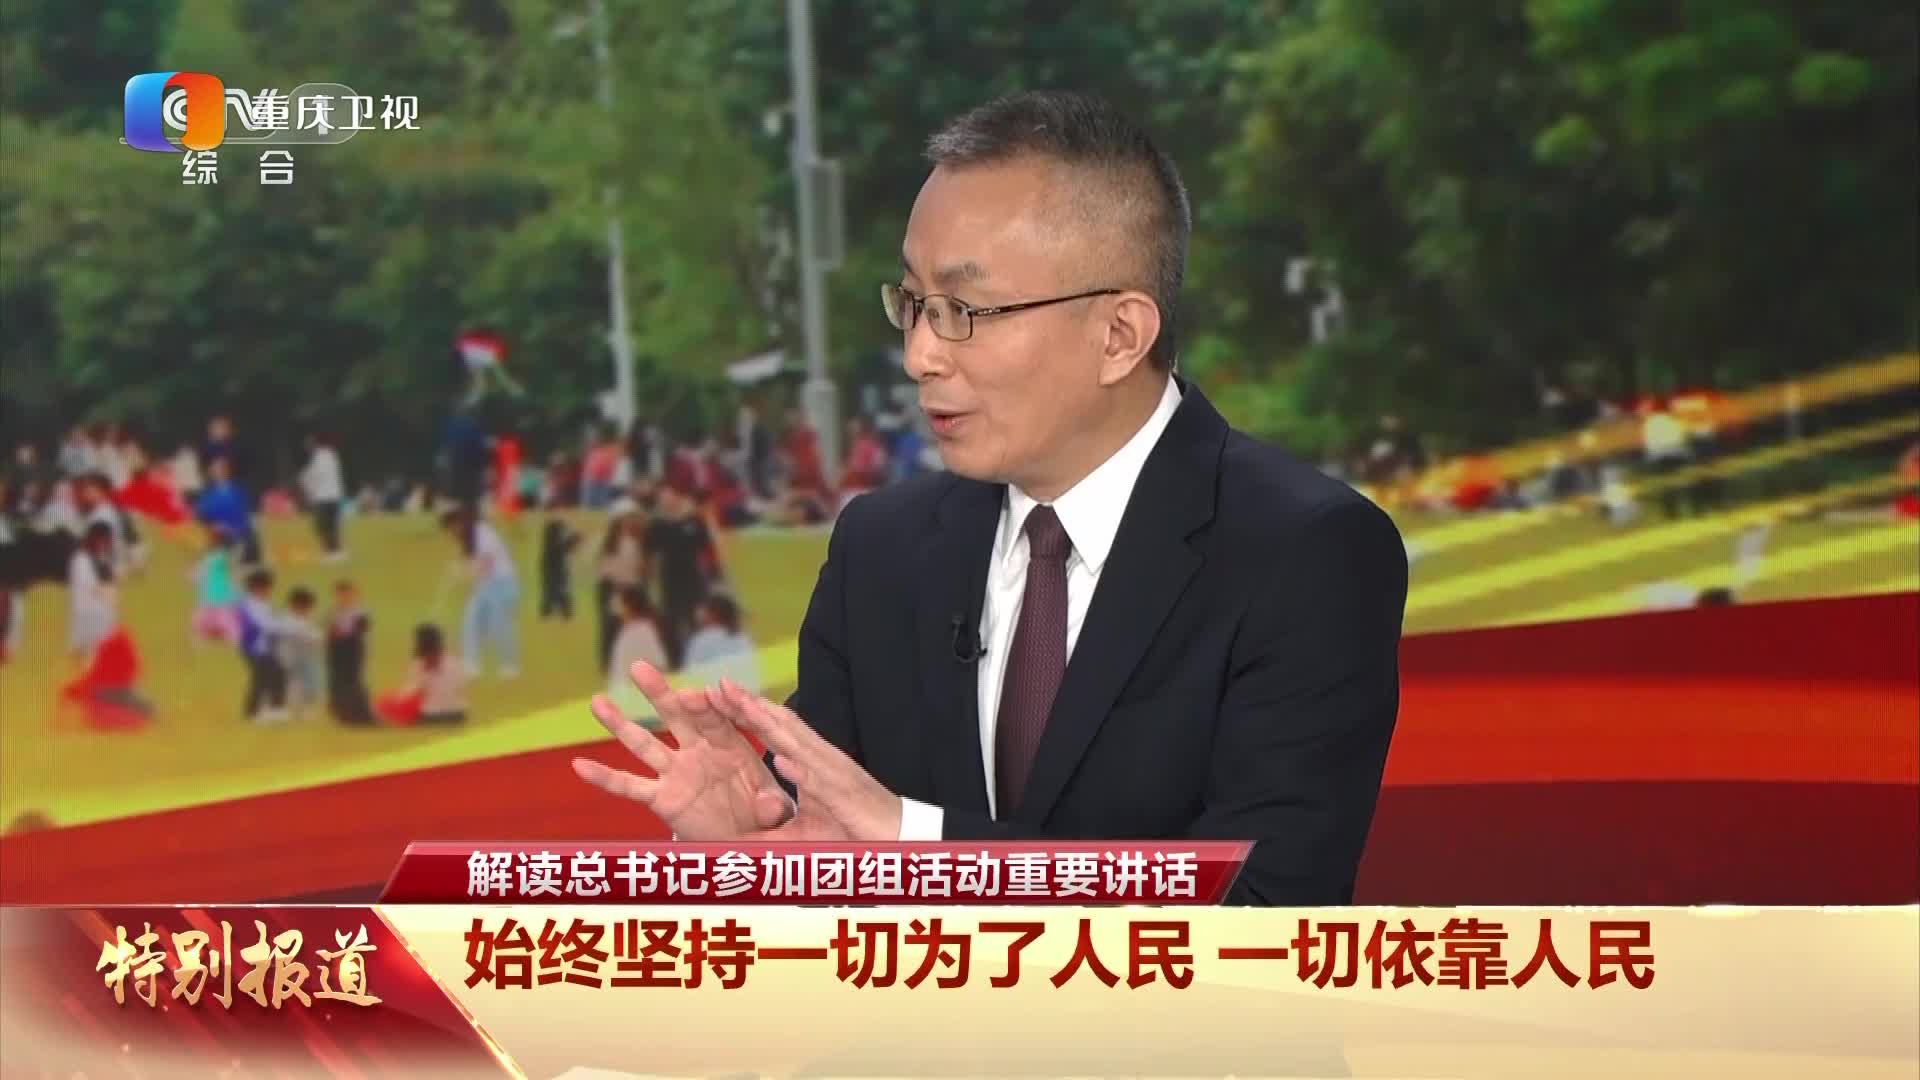 重庆卫视
综 合
解读总书记参加团组活动重要讲话
特别报道
始终坚持一切为了人民 一切依靠人民